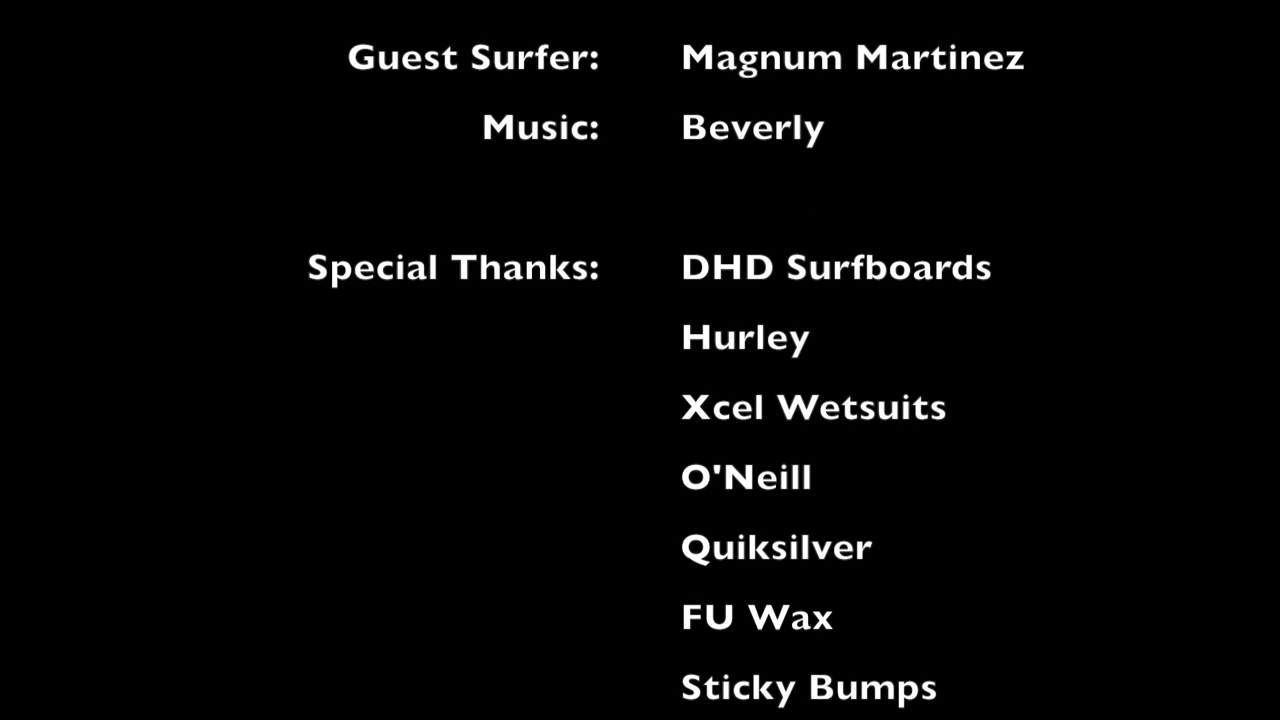 Guest Surfer: Magnum Martinez
Music: Beverly
Special Thanks: DHD Surfboards
Hurley
Xcel Wetsuits
O'Neill
Quiksilver
FU Wax
Sticky Bumps